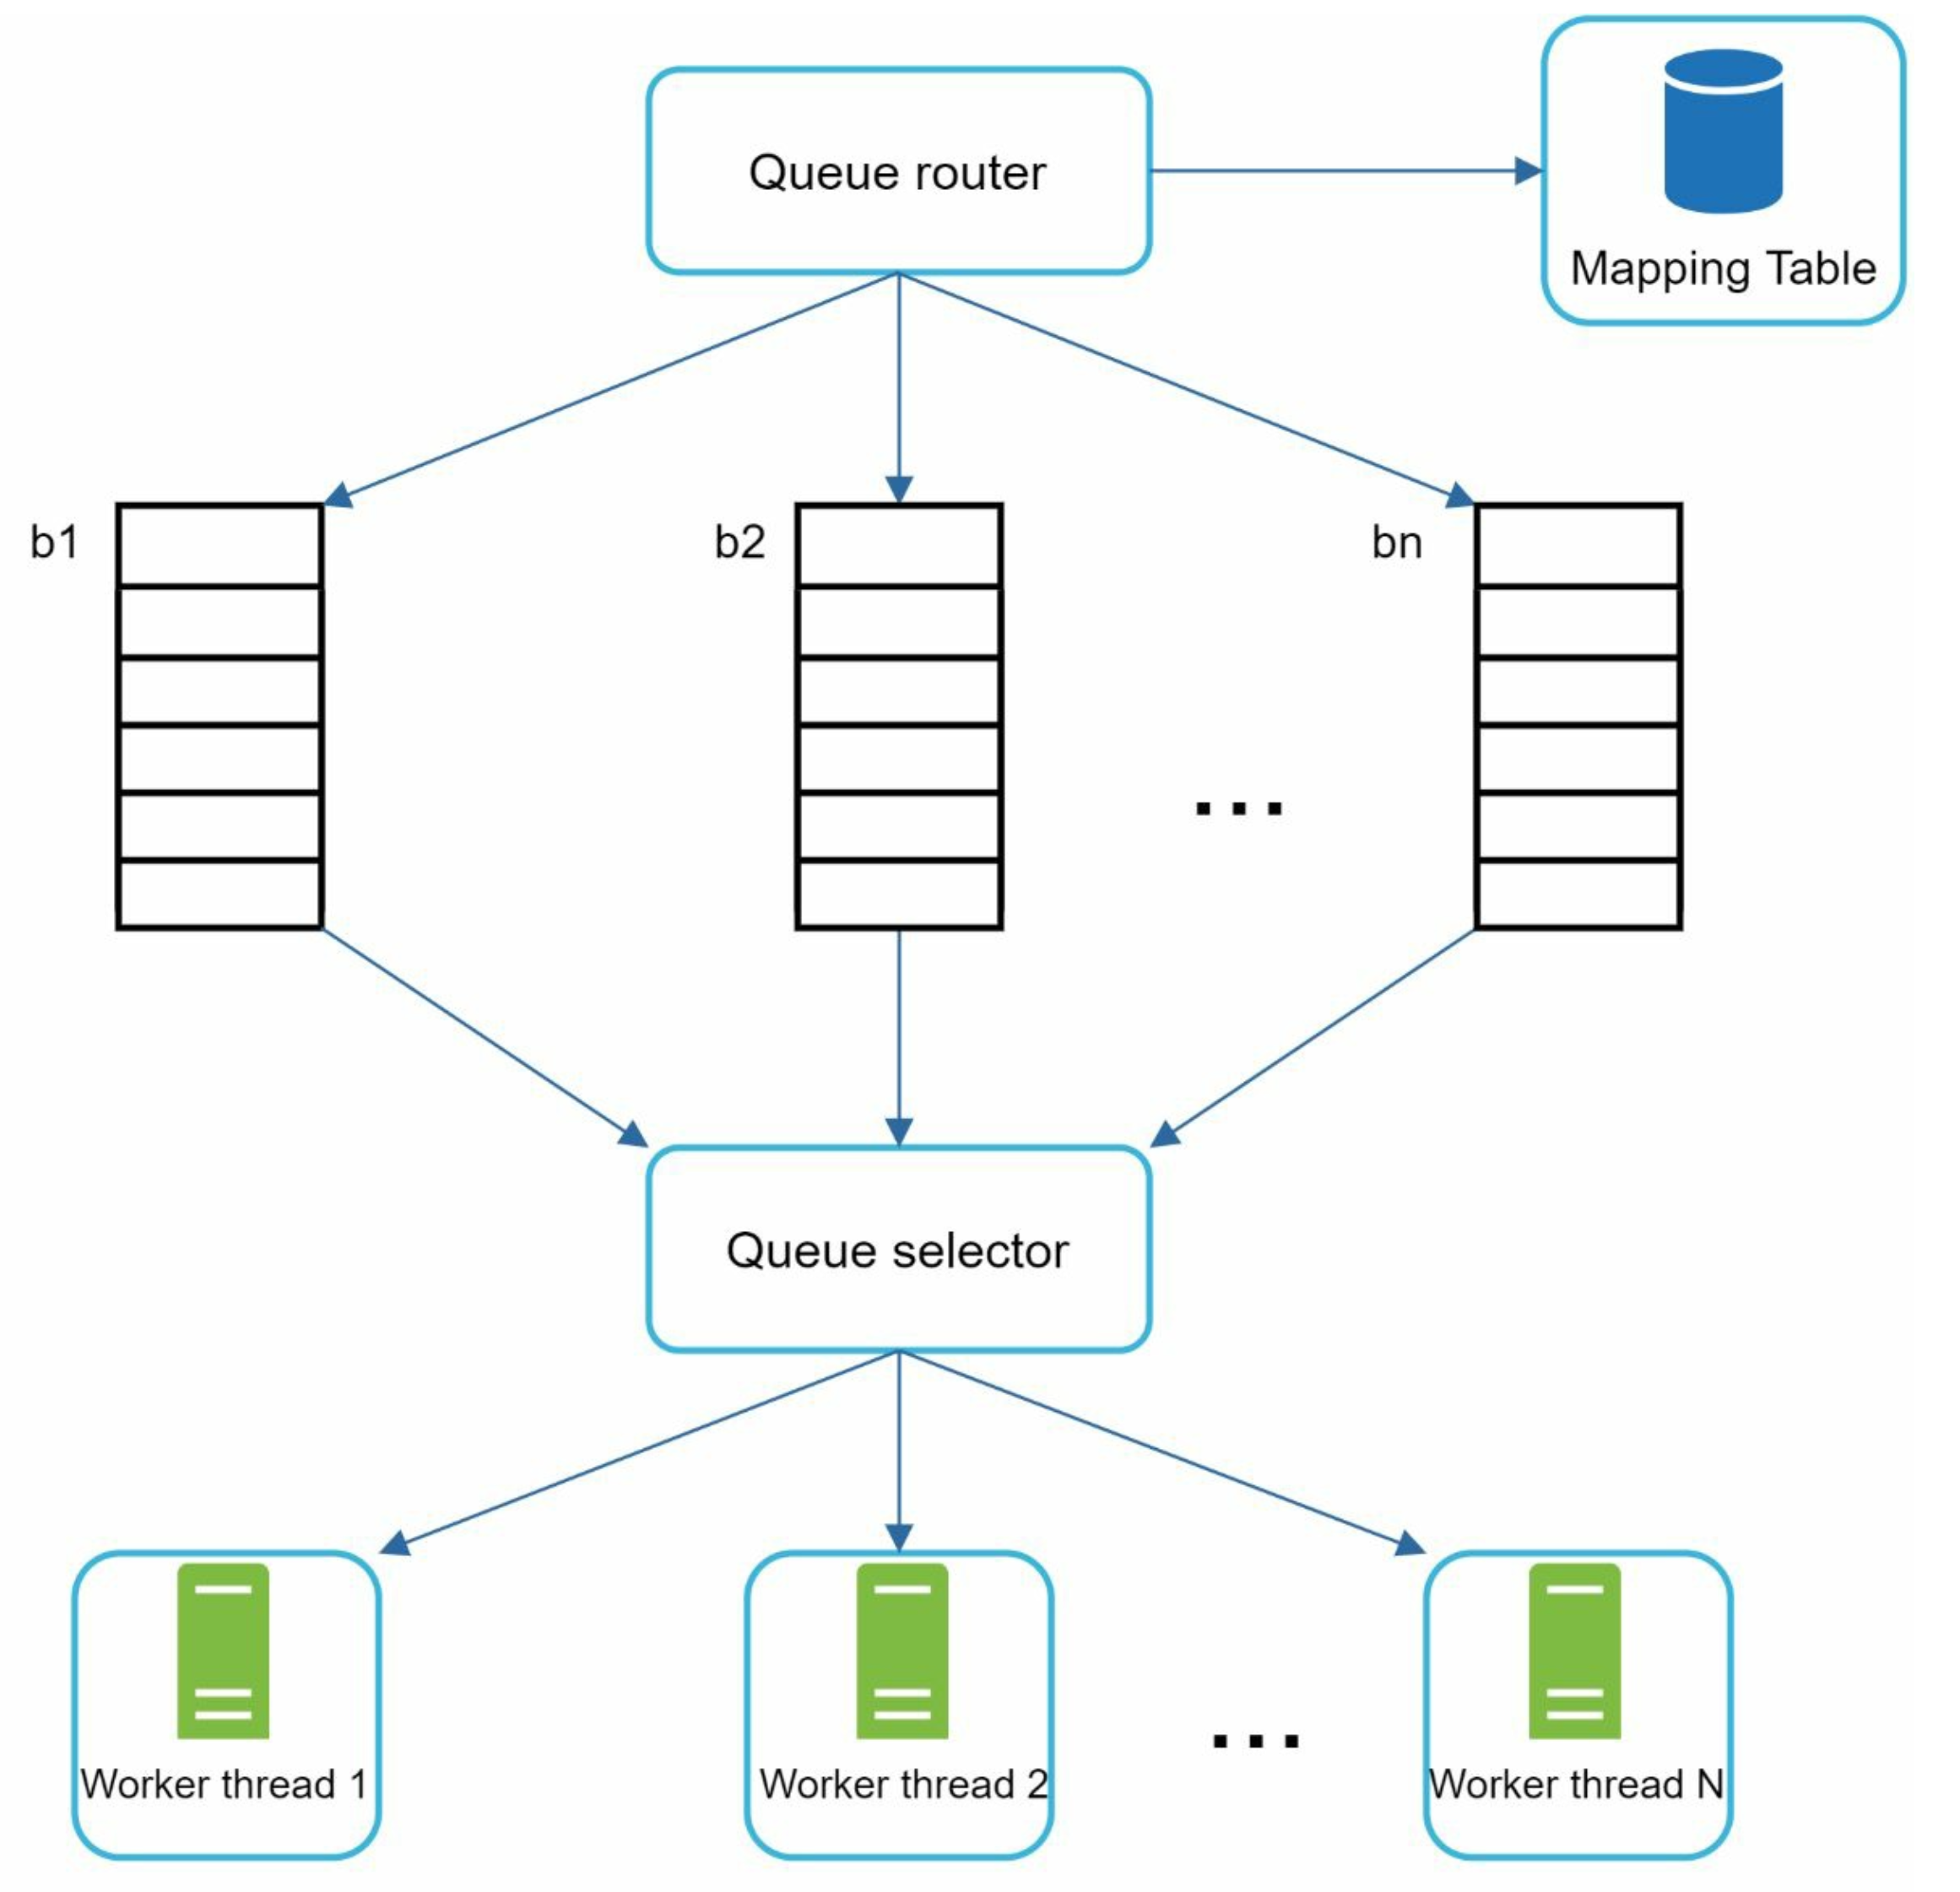 Queue router
Mapping Table
b1
b2
bn
...
Queue selector
...
Worker thread 1
Worker thread 2
Worker thread N